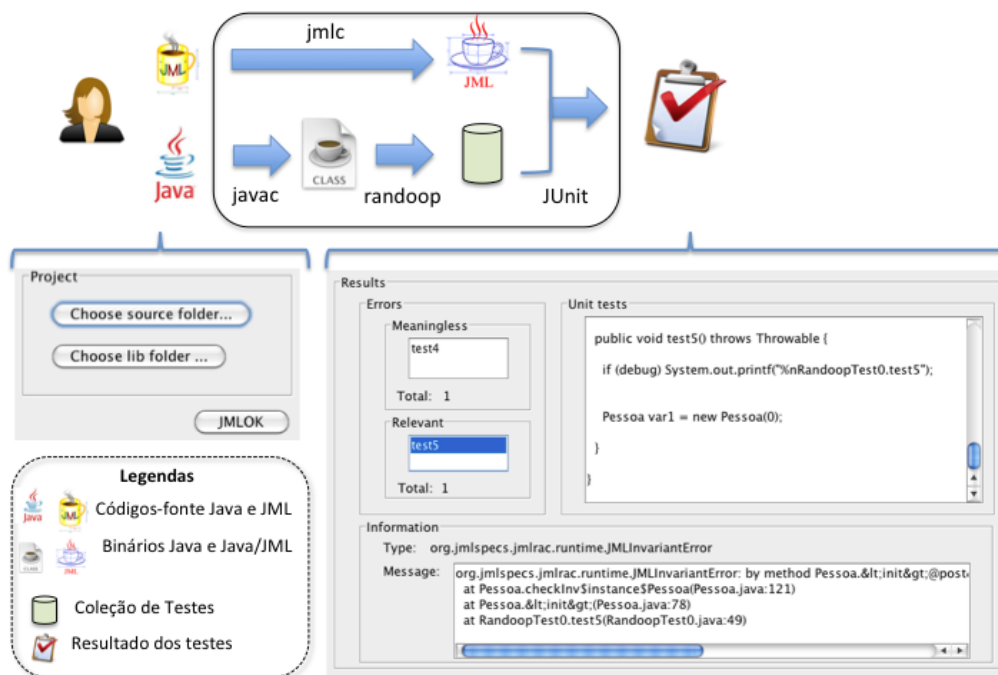 jmlc
JML
JML
Java
CLASS
javac
randoop
JUnit
Project
Choose source folder...
Choose lib folder ...
JMLOK
Legendas
Java
JML
Códigos-fonte Java e JML
CLASS
JML
Binários Java e Java/JML
Coleção de Testes
Resultado dos testes
Results
Errors
Meaningless
test4
Total: 1
Relevant
test5
Total: 1
Unit tests
public void test5() throws Throwable {
if (debug) System.out.printf("%nRandoopTest0.test5");
Pessoa var1 = new Pessoa(0);
}
}
Information
Type: org.jmlspecs.jmlrac.runtime.JMLInvariantError
Message: org.jmlspecs.jmlrac.runtime.JMLInvariantError: by method Pessoa.&lt;init&gt;@post
at Pessoa.checkInv$instance$Pessoa(Pessoa.java:121)
at Pessoa.&lt;init&gt;(Pessoa.java:78)
at RandoopTest0.test5(RandoopTest0.java:49)